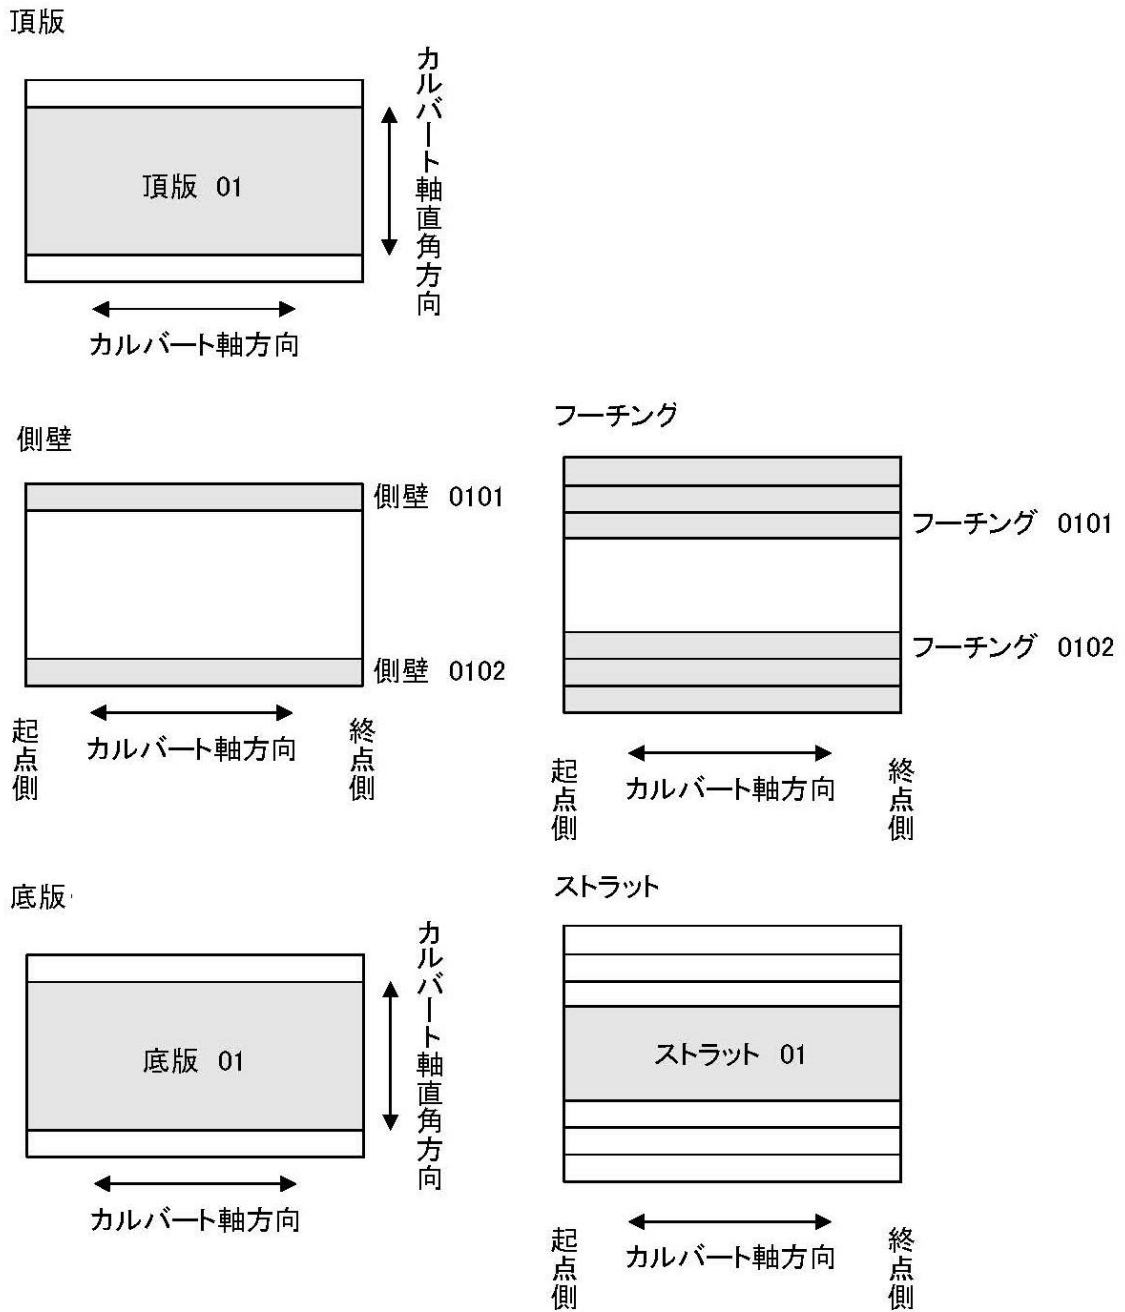 頂版
カルバート軸直角方向
頂版 01
カルバート軸方向
側壁
側壁 0101
側壁 0102
起点側
カルバート軸方向
終点側
フーチング
フーチング 0101
フーチング 0102
起点側
カルバート軸方向
終点側
底版
カルバート軸直角方向
底版 01
カルバート軸方向
ストラット
ストラット 01
起点側
カルバート軸方向
終点側